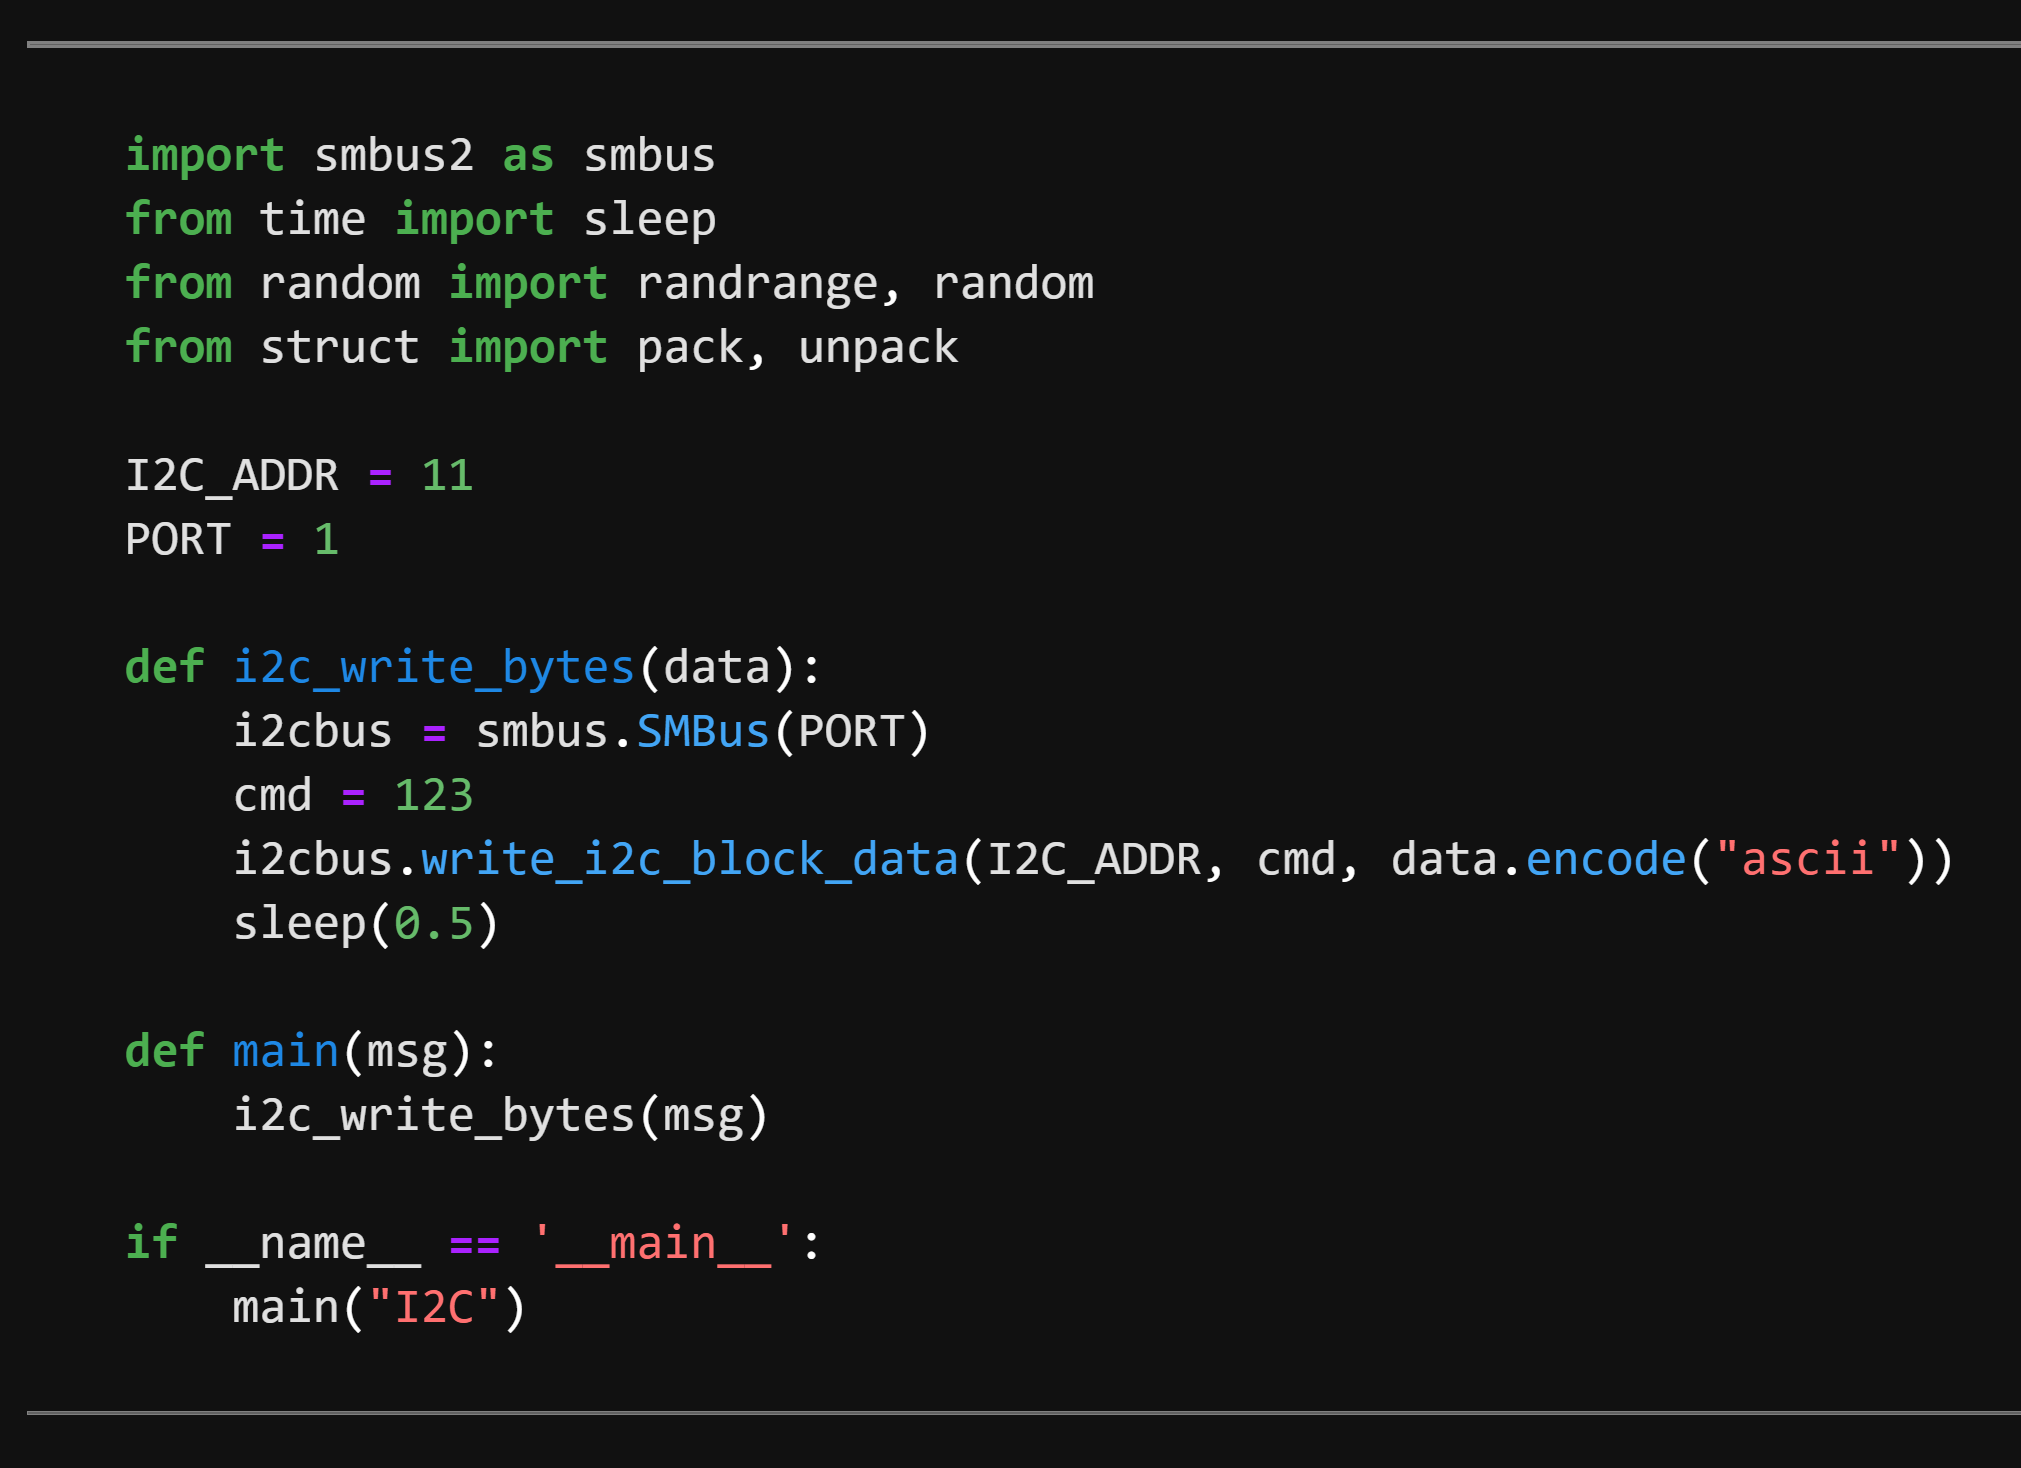 import smbus2 as smbus
from time import sleep
from random import randrange, random
from struct import pack, unpack

I2C_ADDR = 11
PORT = 1

def i2c_write_bytes(data):
    i2cbus = smbus.SMBus(PORT)
    cmd = 123
    i2cbus.write_i2c_block_data(I2C_ADDR, cmd, data.encode("ascii"))
    sleep(0.5)

def main(msg):
    i2c_write_bytes(msg)

if __name__ == '__main__':
    main("I2C")